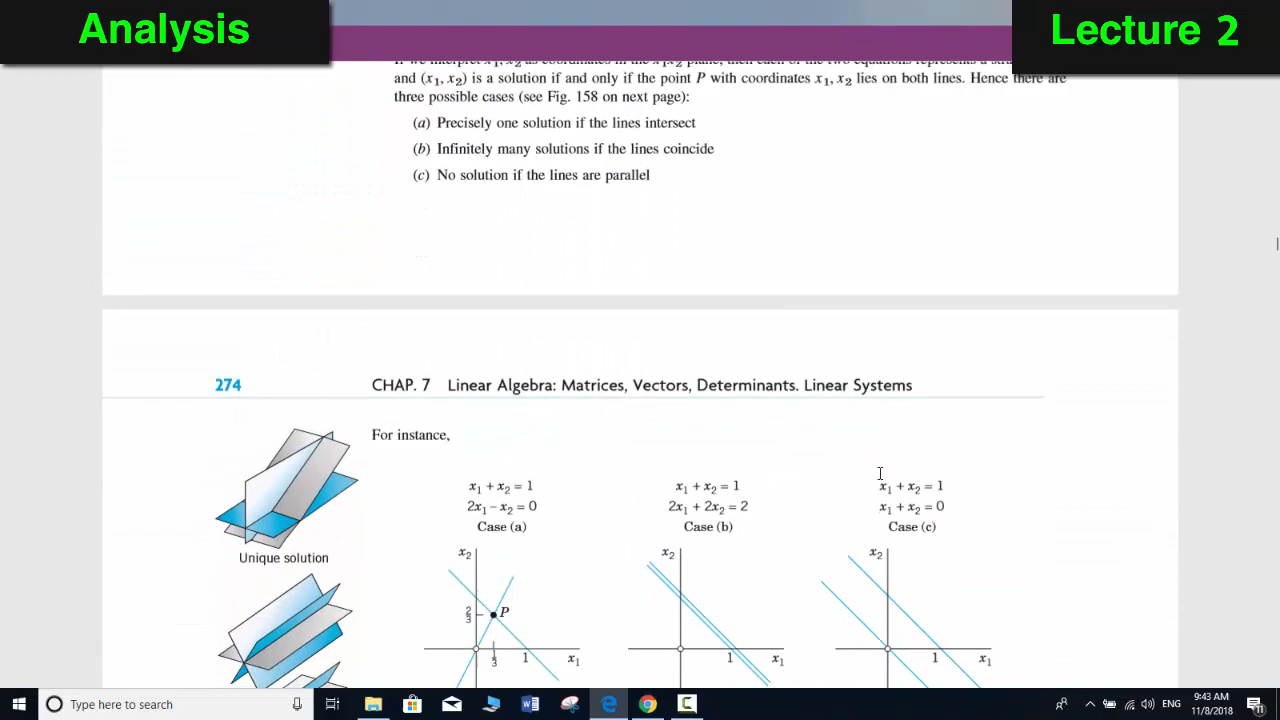 Analysis
Lecture 2
and (x₁, x₂) is a solution if and only if the point P with coordinates x₁, x₂ lies on both lines. Hence there are
three possible cases (see Fig. 158 on next page):
(a) Precisely one solution if the lines intersect
(b) Infinitely many solutions if the lines coincide
(c) No solution if the lines are parallel
274 CHAP. 7 Linear Algebra: Matrices, Vectors, Determinants. Linear Systems
For instance,
x₁ + x₂ = 1
2x₁ − x₂ = 0
Case (a)
x₁ + x₂ = 1
2x₁ + 2x₂ = 2
Case (b)
x₁ + x₂ = 1
x₁ + x₂ = 0
Case (c)
Unique solution
x₂
2
3
P
3
1
x₁
x₂
1
x₁
x₂
1
x₁
Type here to search
ENG
9:43 AM
11/8/2018